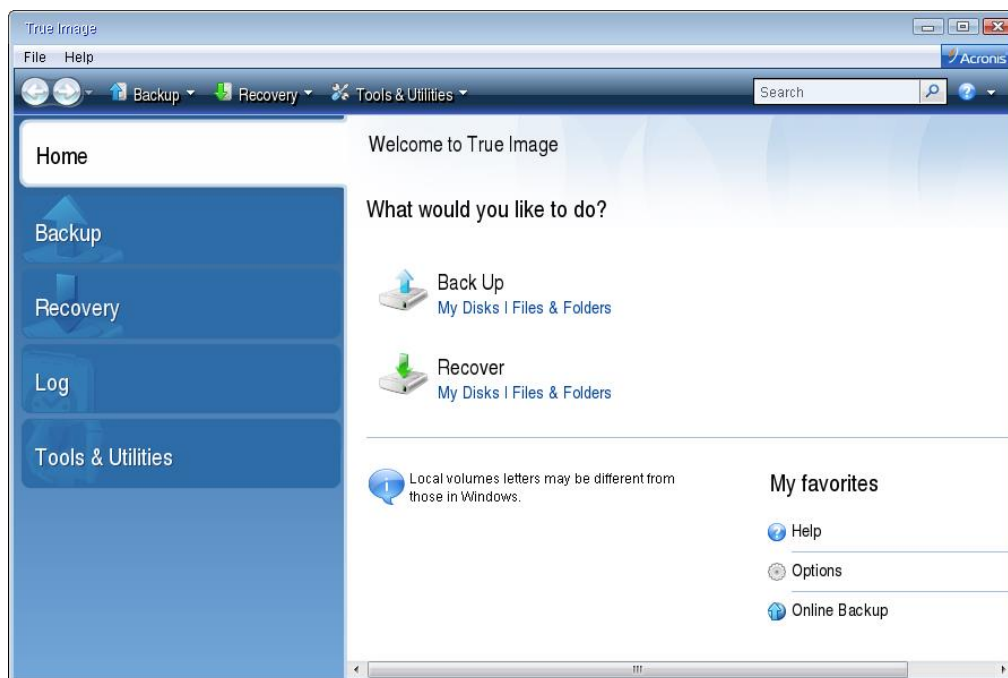 True Image
File Help
Acronis
Backup Recovery Tools & Utilities
Search
Home
Backup
Recovery
Log
Tools & Utilities
Welcome to True Image
What would you like to do?
Back Up
My Disks | Files & Folders
Recover
My Disks | Files & Folders
Local volumes letters may be different from
those in Windows.
My favorites
Help
Options
Online Backup